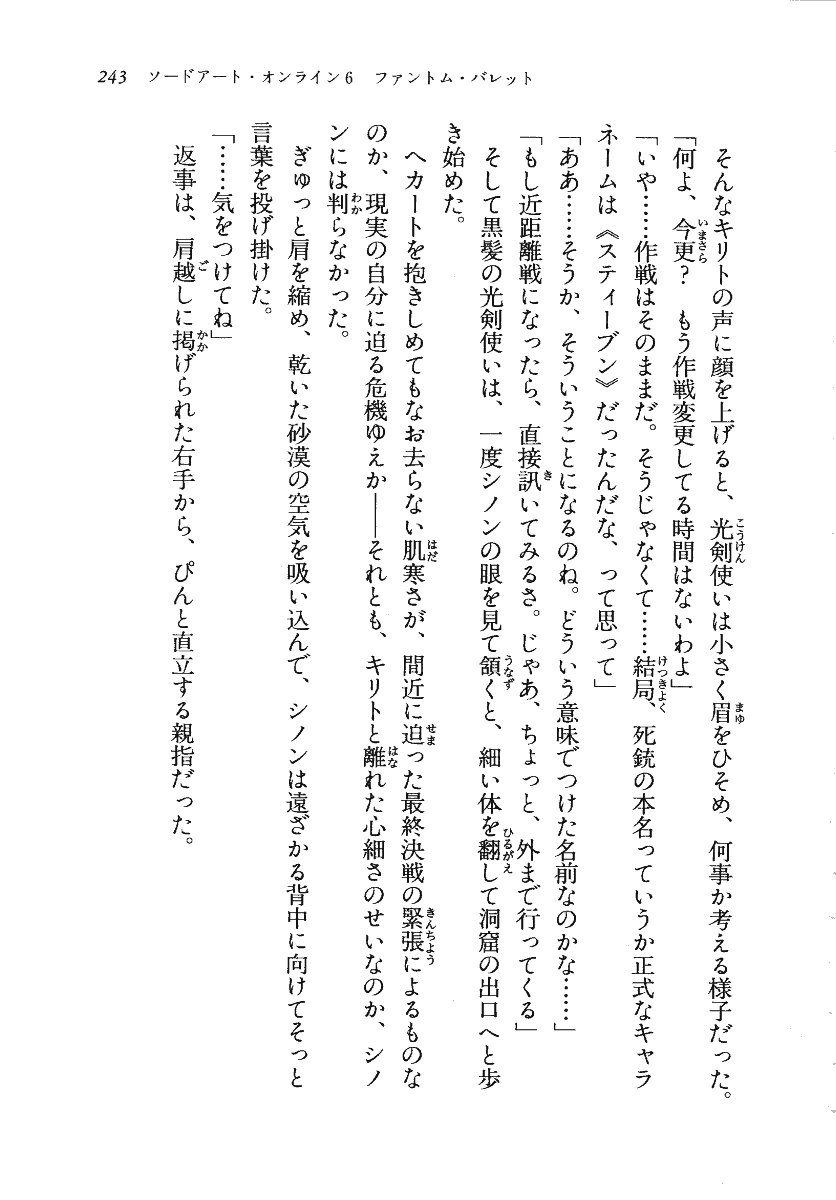 243 ソードアート・オンライン6 ファントム・バレット
　そんなキリトの声に顔を上げると、光剣使いは小さく眉をひそめ、何事か考える様子だった。
「何よ、今更？　もう作戦変更してる時間はないわよ」
「いや……作戦はそのままだ。そうじゃなくて……結局、死銃の本名っていうか正式なキャラ
ネームは《スティーブン》だったんだな、って思って」
「ああ……そうか、そういうことになるのね。どういう意味でつけた名前なのかな……」
「もし近距離戦になったら、直接訊いてみるさ。じゃあ、ちょっと、外まで行ってくる」
　そして黒髪の光剣使いは、一度シノンの眼を見て頷くと、細い体を翻して洞窟の出口へと歩
き始めた。
　ヘカートを抱きしめてもなお去らない肌寒さが、間近に迫った最終決戦の緊張によるものな
のか、現実の自分に迫る危機ゆえか――それとも、キリトと離れた心細さのせいなのか、シノ
ンには判らなかった。
　ぎゅっと肩を縮め、乾いた砂漠の空気を吸い込んで、シノンは遠ざかる背中に向けてそっと
言葉を投げ掛けた。
「……気をつけてね」
　返事は、肩越しに掲げられた右手から、ぴんと直立する親指だった。